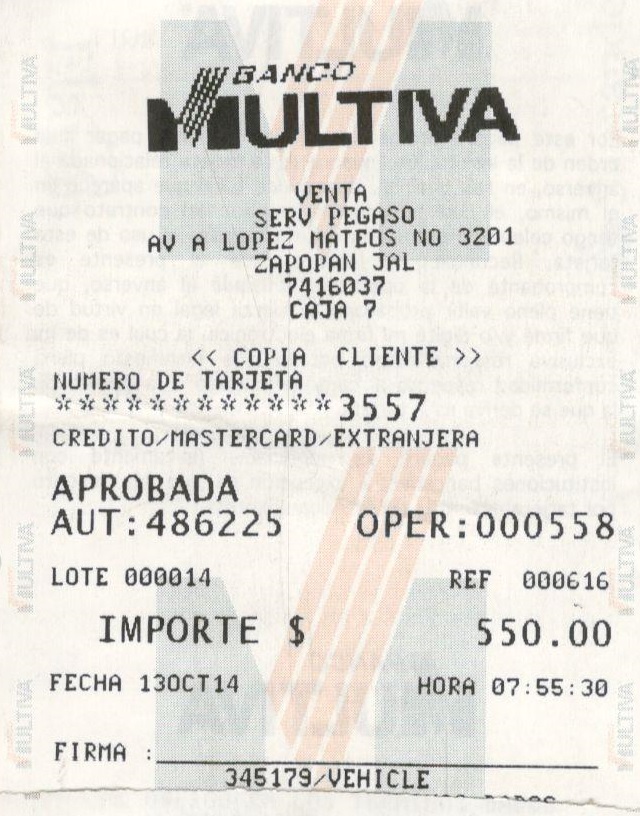 BANCO
MULTIVA
VENTA
SERV PEGASO
AV A LOPEZ MATEOS NO 3201
ZAPOPAN JAL
7416037
CAJA 7
<< COPIA CLIENTE >>
NUMERO DE TARJETA
************3557
CREDITO/MASTERCARD/EXTRANJERA
APROBADA
AUT:486225 OPER:000558
LOTE 000014 REF 000616
IMPORTE $ 550.00
FECHA 13OCT14 HORA 07:55:30
FIRMA :
345179/VEHICLE